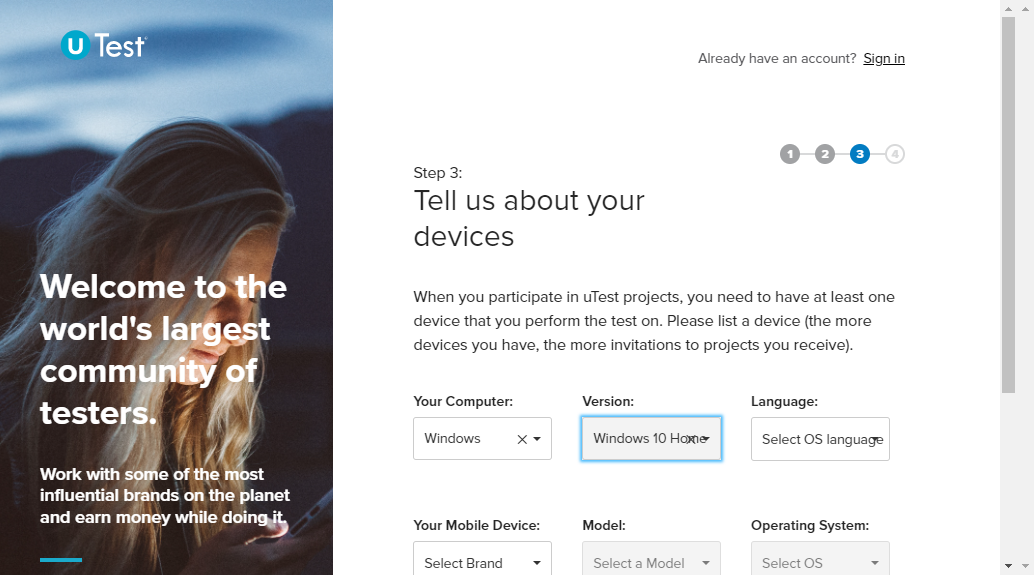 U Test
Already have an account? Sign in
1 2 3 4
Step 3:
Tell us about your
devices
Welcome to the
world's largest
community of
testers.
Work with some of the most
influential brands on the planet
and earn money while doing it.
When you participate in uTest projects, you need to have at least one
device that you perform the test on. Please list a device (the more
devices you have, the more invitations to projects you receive).
Your Computer: Version: Language:
Windows Windows 10 Home Select OS language
Your Mobile Device: Model: Operating System:
Select Brand Select a Model Select OS